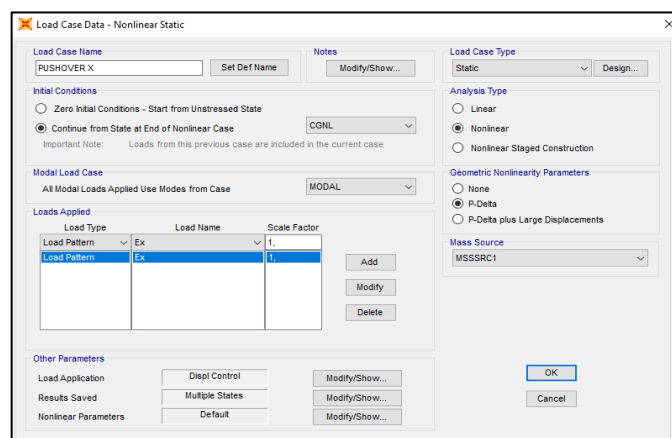 Load Case Data - Nonlinear Static
Load Case Name
PUSHOVER X
Set Def Name
Notes
Modify/Show...
Load Case Type
Static
Design...
Initial Conditions
Zero Initial Conditions - Start from Unstressed State
Continue from State at End of Nonlinear Case
CGNL
Important Note: Loads from this previous case are included in the current case
Analysis Type
Linear
Nonlinear
Nonlinear Staged Construction
Modal Load Case
All Modal Loads Applied Use Modes from Case
MODAL
Geometric Nonlinearity Parameters
None
P-Delta
P-Delta plus Large Displacements
Loads Applied
Load Type Load Name Scale Factor
Load Pattern Ex 1,
Load Pattern Ex 1,
Add
Modify
Delete
Mass Source
MSSSRC1
Other Parameters
Load Application Displ Control Modify/Show...
Results Saved Multiple States Modify/Show...
Nonlinear Parameters Default Modify/Show...
OK
Cancel